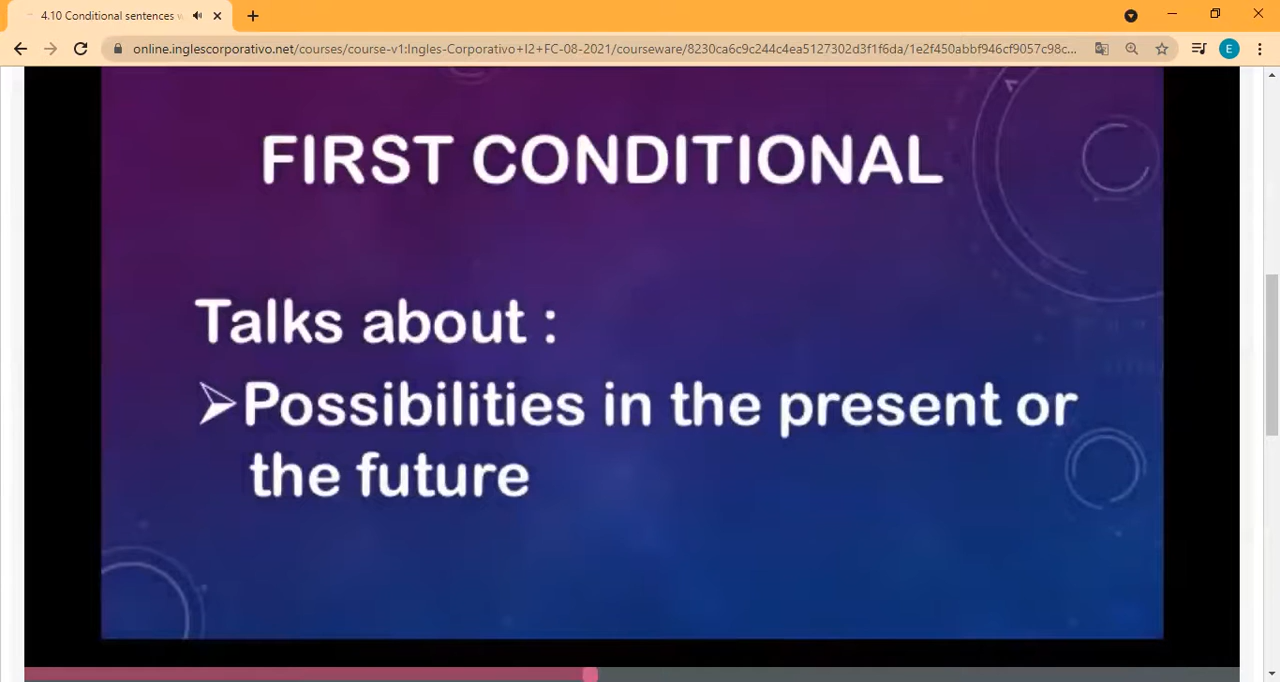 4.10 Conditional sentences
online.inglescorporativo.net/courses/course-v1:Ingles-Corporativo+I2+FC-08-2021/courseware/8230ca6c9c244c4ea5127302d3f1f6da/1e2f450abbf946cf9057c98c...
E
FIRST CONDITIONAL
Talks about :
Possibilities in the present or
the future